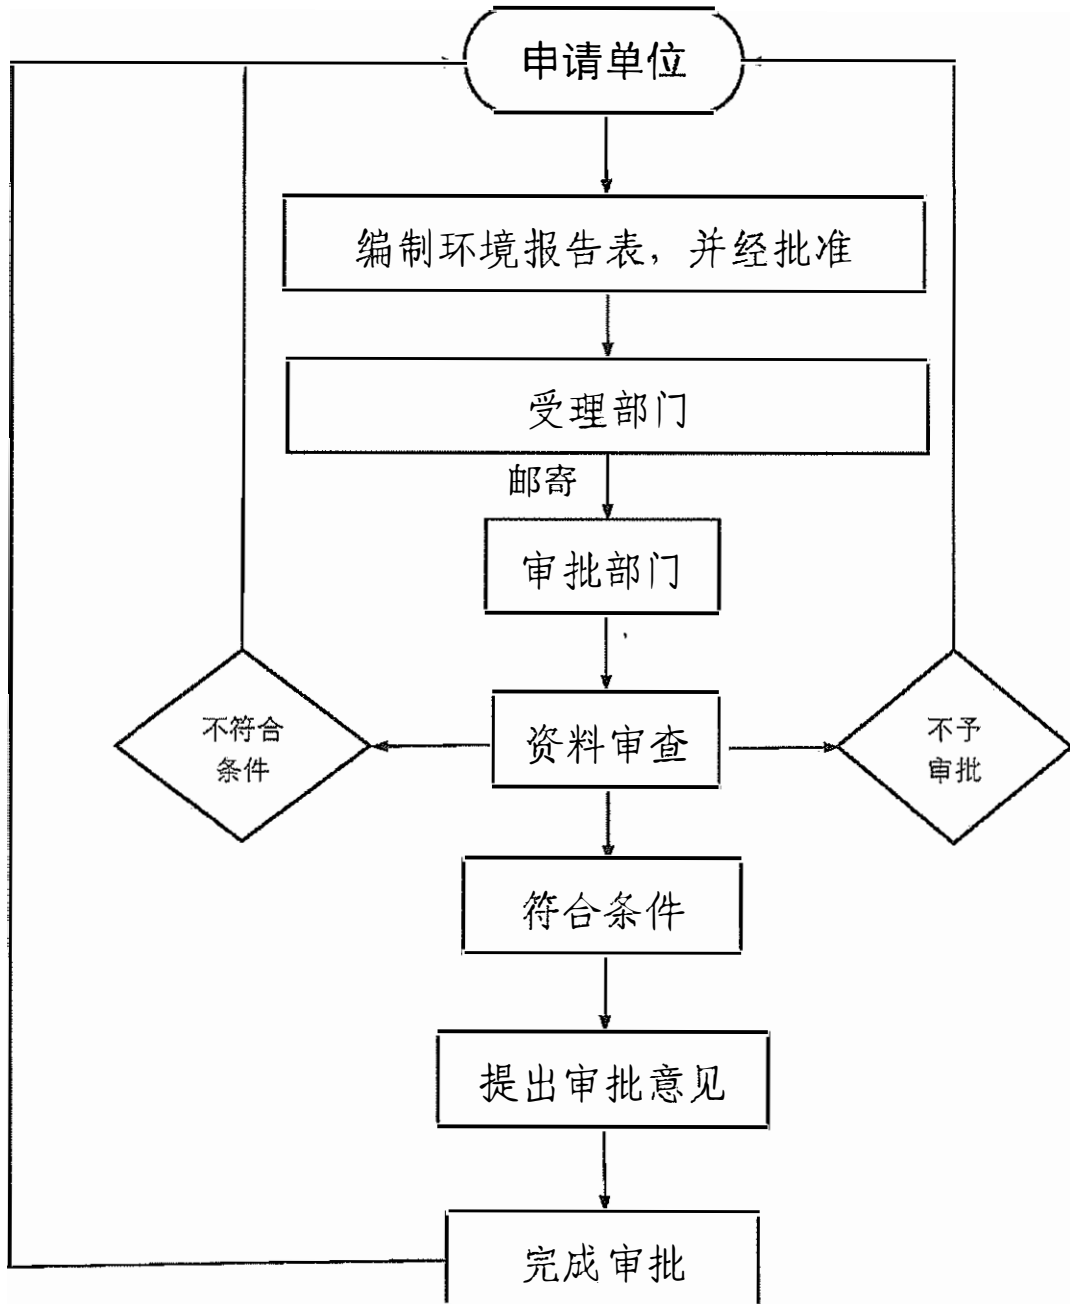 申请单位
编制环境报告表，并经批准
受理部门
邮寄
审批部门
不符合
条件
资料审查
不予
审批
符合条件
提出审批意见
完成审批